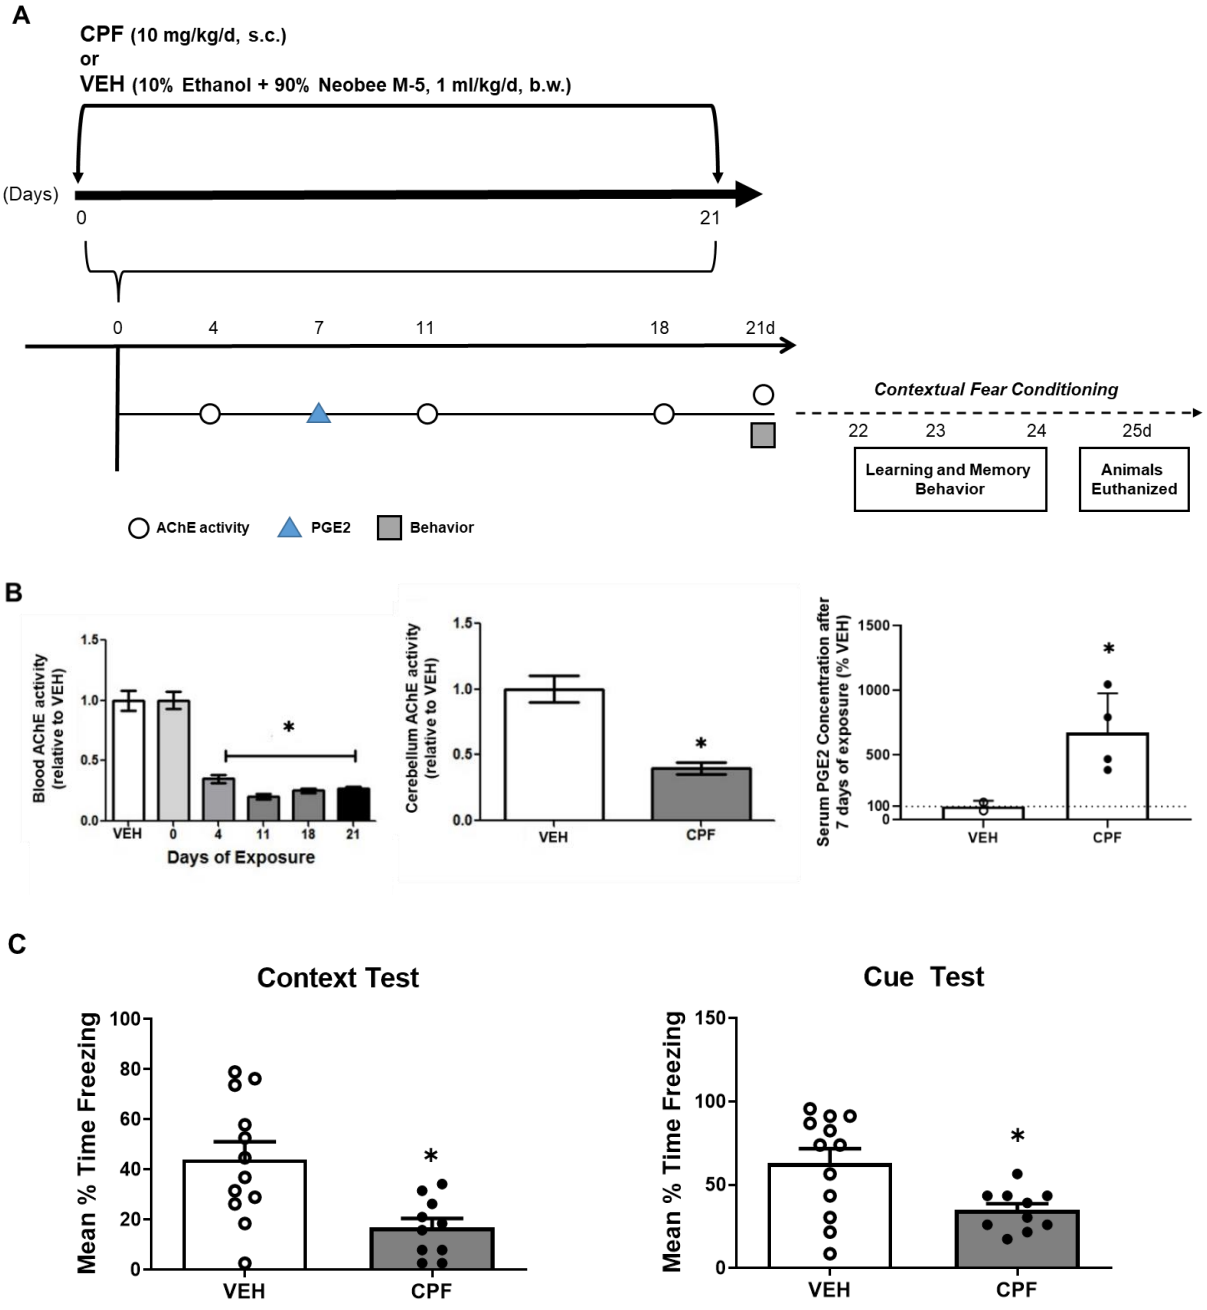 A
CPF (10 mg/kg/d, s.c.)
or
VEH (10% Ethanol + 90% Neobee M-5, 1 ml/kg/d, b.w.)
(Days)
0
21
0 4 7 11 18 21d
Contextual Fear Conditioning
22 23 24 25d
Learning and Memory
Behavior
Animals
Euthanized
AChE activity PGE2 Behavior
B
Blood AChE activity
(relative to VEH)
1.5
1.0
0.5
0.0
*
VEH 0 4 11 18 21
Days of Exposure
Cerebellum AChE activity
(relative to VEH)
1.5
1.0
0.5
0.0
*
VEH CPF
Serum PGE2 Concentration after
7 days of exposure (% VEH)
1500
1000
500
100
0
*
VEH CPF
C
Context Test
Mean % Time Freezing
100
80
60
40
20
0
*
VEH CPF
Cue Test
Mean % Time Freezing
150
100
50
0
*
VEH CPF